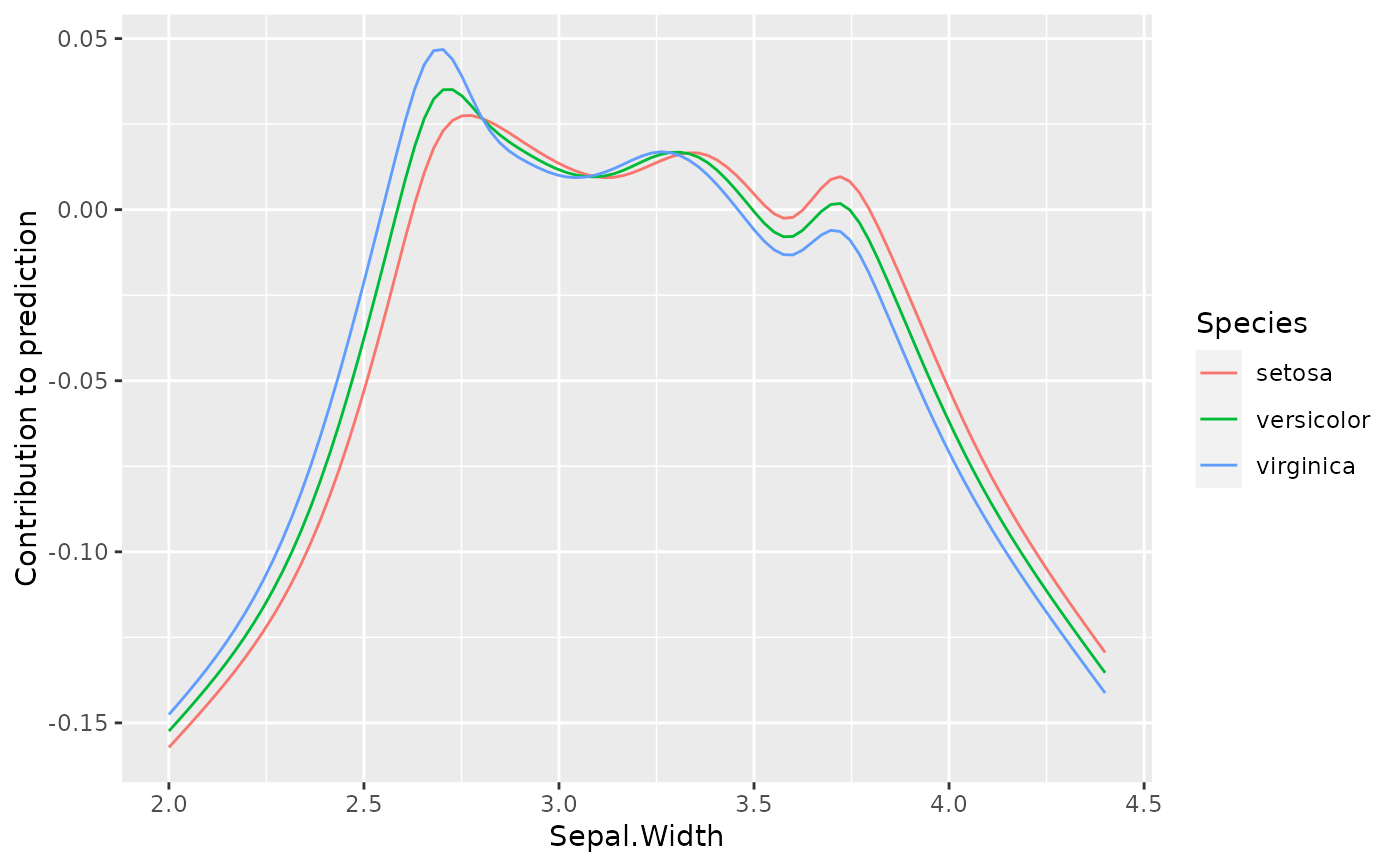 0.05
0.00
-0.05
-0.10
-0.15
Contribution to prediction
2.0 2.5 3.0 3.5 4.0 4.5
Sepal.Width
Species
setosa
versicolor
virginica